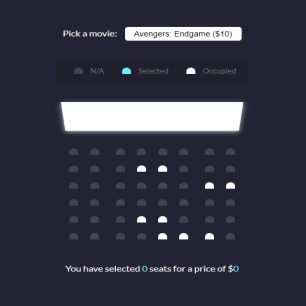 Pick a movie: Avengers: Endgame ($10)
N/A Selected Occupied
You have selected 0 seats for a price of $0